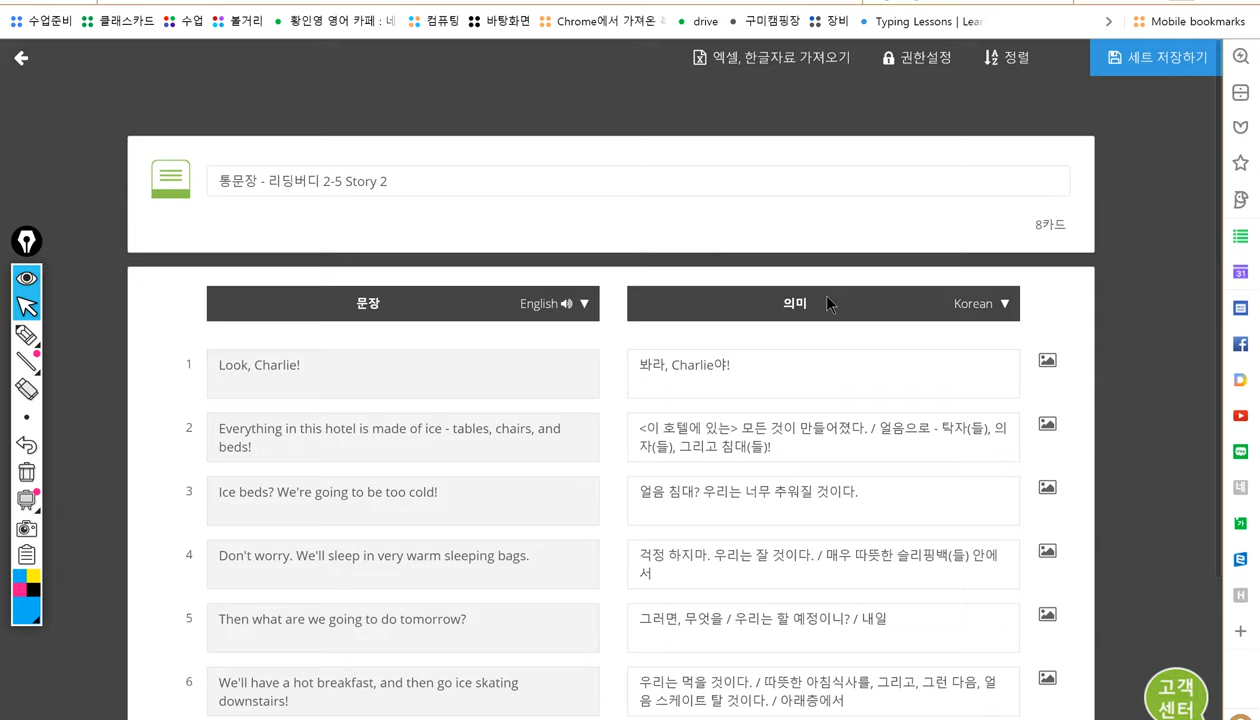 수업준비 클래스카드 수업 볼거리 황인영 영어 카페 : 네 컴퓨팅 바탕화면 Chrome에서 가져온 drive 구미캠핑장 장비 Typing Lessons | Lear Mobile bookmarks
엑셀, 한글자료 가져오기 권한설정 정렬 세트 저장하기
통문장 - 리딩버디 2-5 Story 2
8카드
문장 English 의미 Korean
1 Look, Charlie! 봐라, Charlie야!
2 Everything in this hotel is made of ice - tables, chairs, and
beds!
<이 호텔에 있는> 모든 것이 만들어졌다. / 얼음으로 - 탁자(들), 의
자(들), 그리고 침대(들)!
3 Ice beds? We're going to be too cold! 얼음 침대? 우리는 너무 추워질 것이다.
4 Don't worry. We'll sleep in very warm sleeping bags.
걱정 하지마. 우리는 잘 것이다. / 매우 따뜻한 슬리핑백(들) 안에
서
5 Then what are we going to do tomorrow? 그러면, 무엇을 / 우리는 할 예정이니? / 내일
6 We'll have a hot breakfast, and then go ice skating
downstairs!
우리는 먹을 것이다. / 따뜻한 아침식사를, 그리고, 그런 다음, 얼
음 스케이트 탈 것이다. / 아래층에서
고객
센터
31